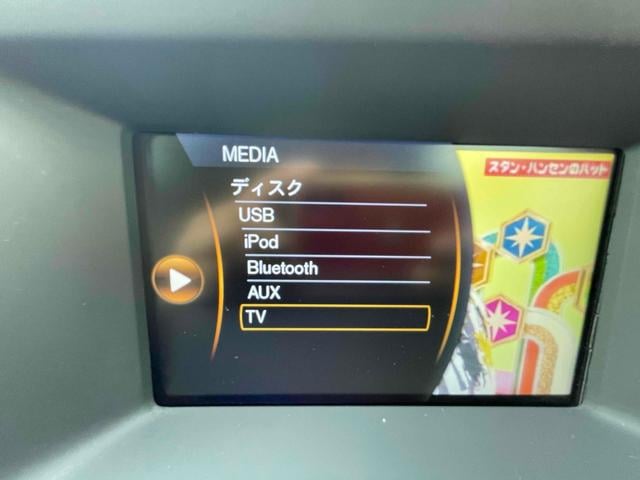 MEDIA
ディスク
USB
iPod
Bluetooth
AUX
TV
スタン・ハンセンのハット